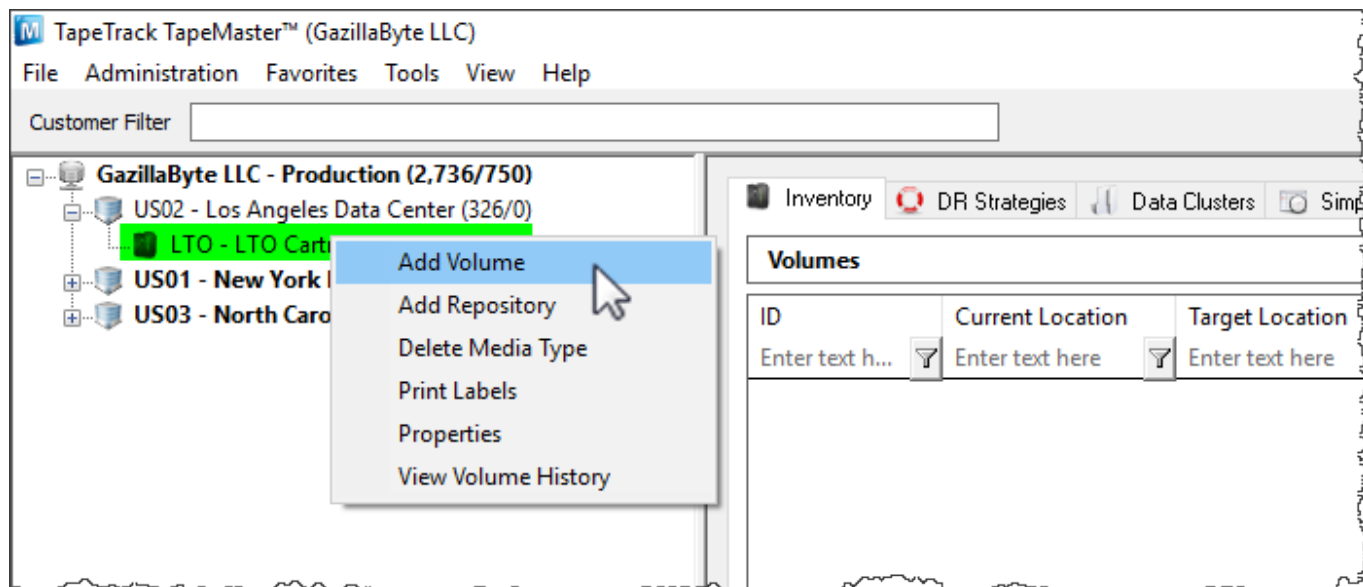 TapeTrack TapeMaster™ (GazillaByte LLC)
File Administration Favorites Tools View Help
Customer Filter
GazillaByte LLC - Production (2,736/750)
US02 - Los Angeles Data Center (326/0)
LTO - LTO
US01 - New York
US03 - North
Add Volume
Add Repository
Delete Media Type
Print Labels
Properties
View Volume History
Inventory DR Strategies Data Clusters
Volumes
ID Current Location Target Location
Enter text h... Enter text here Enter text here